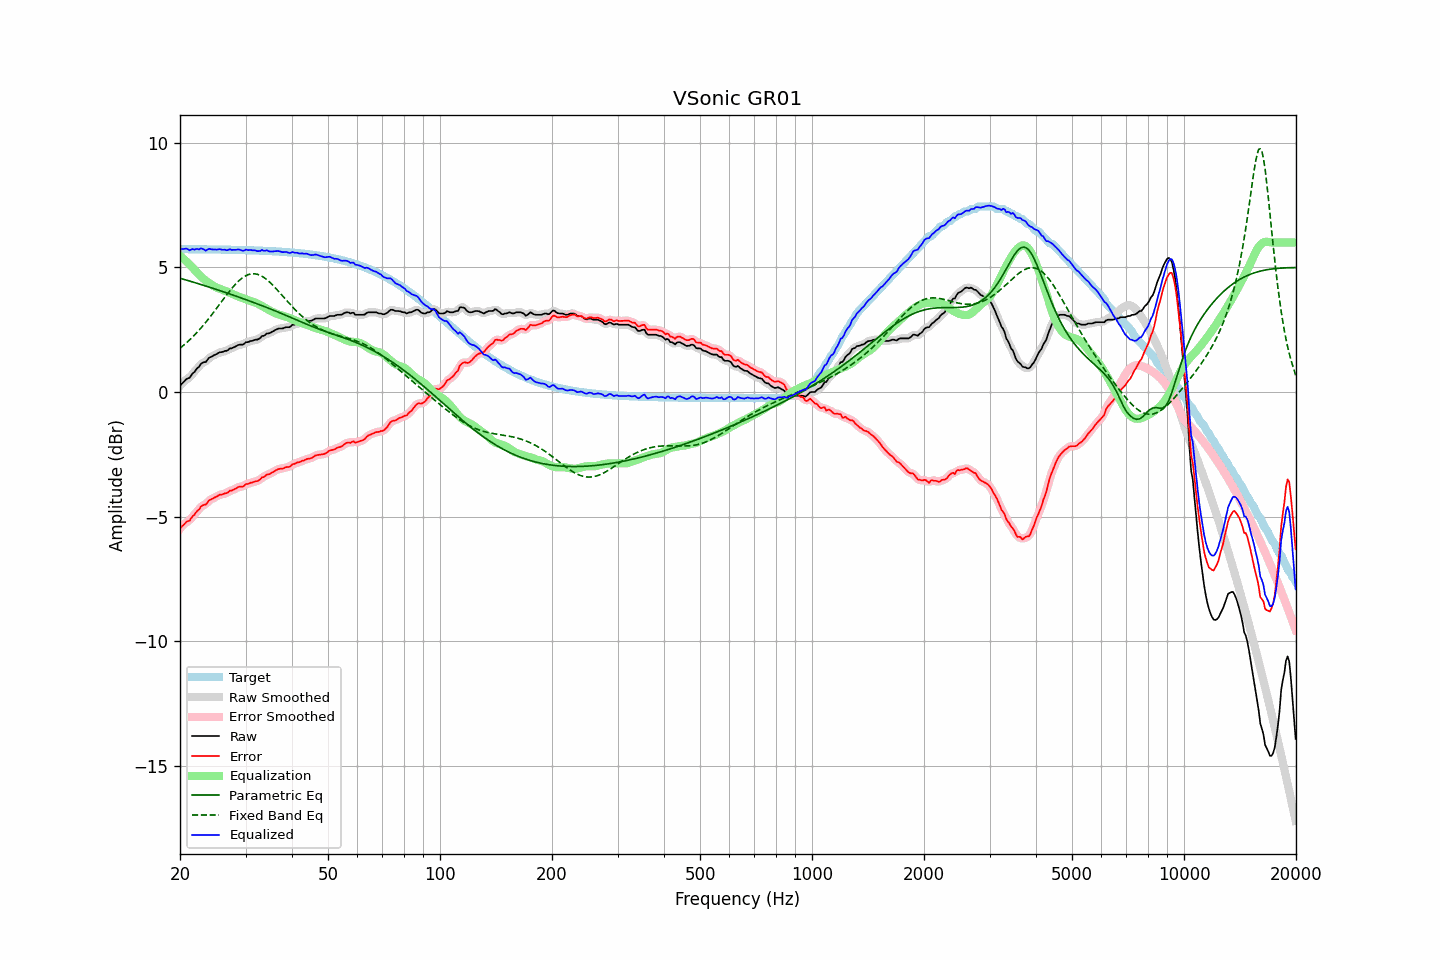 VSonic GR01
10
5
0
−5
−10
−15
Amplitude (dBr)
Target
Raw Smoothed
Error Smoothed
Raw
Error
Equalization
Parametric Eq
Fixed Band Eq
Equalized
20 50 100 200 500 1000 2000 5000 10000 20000
Frequency (Hz)